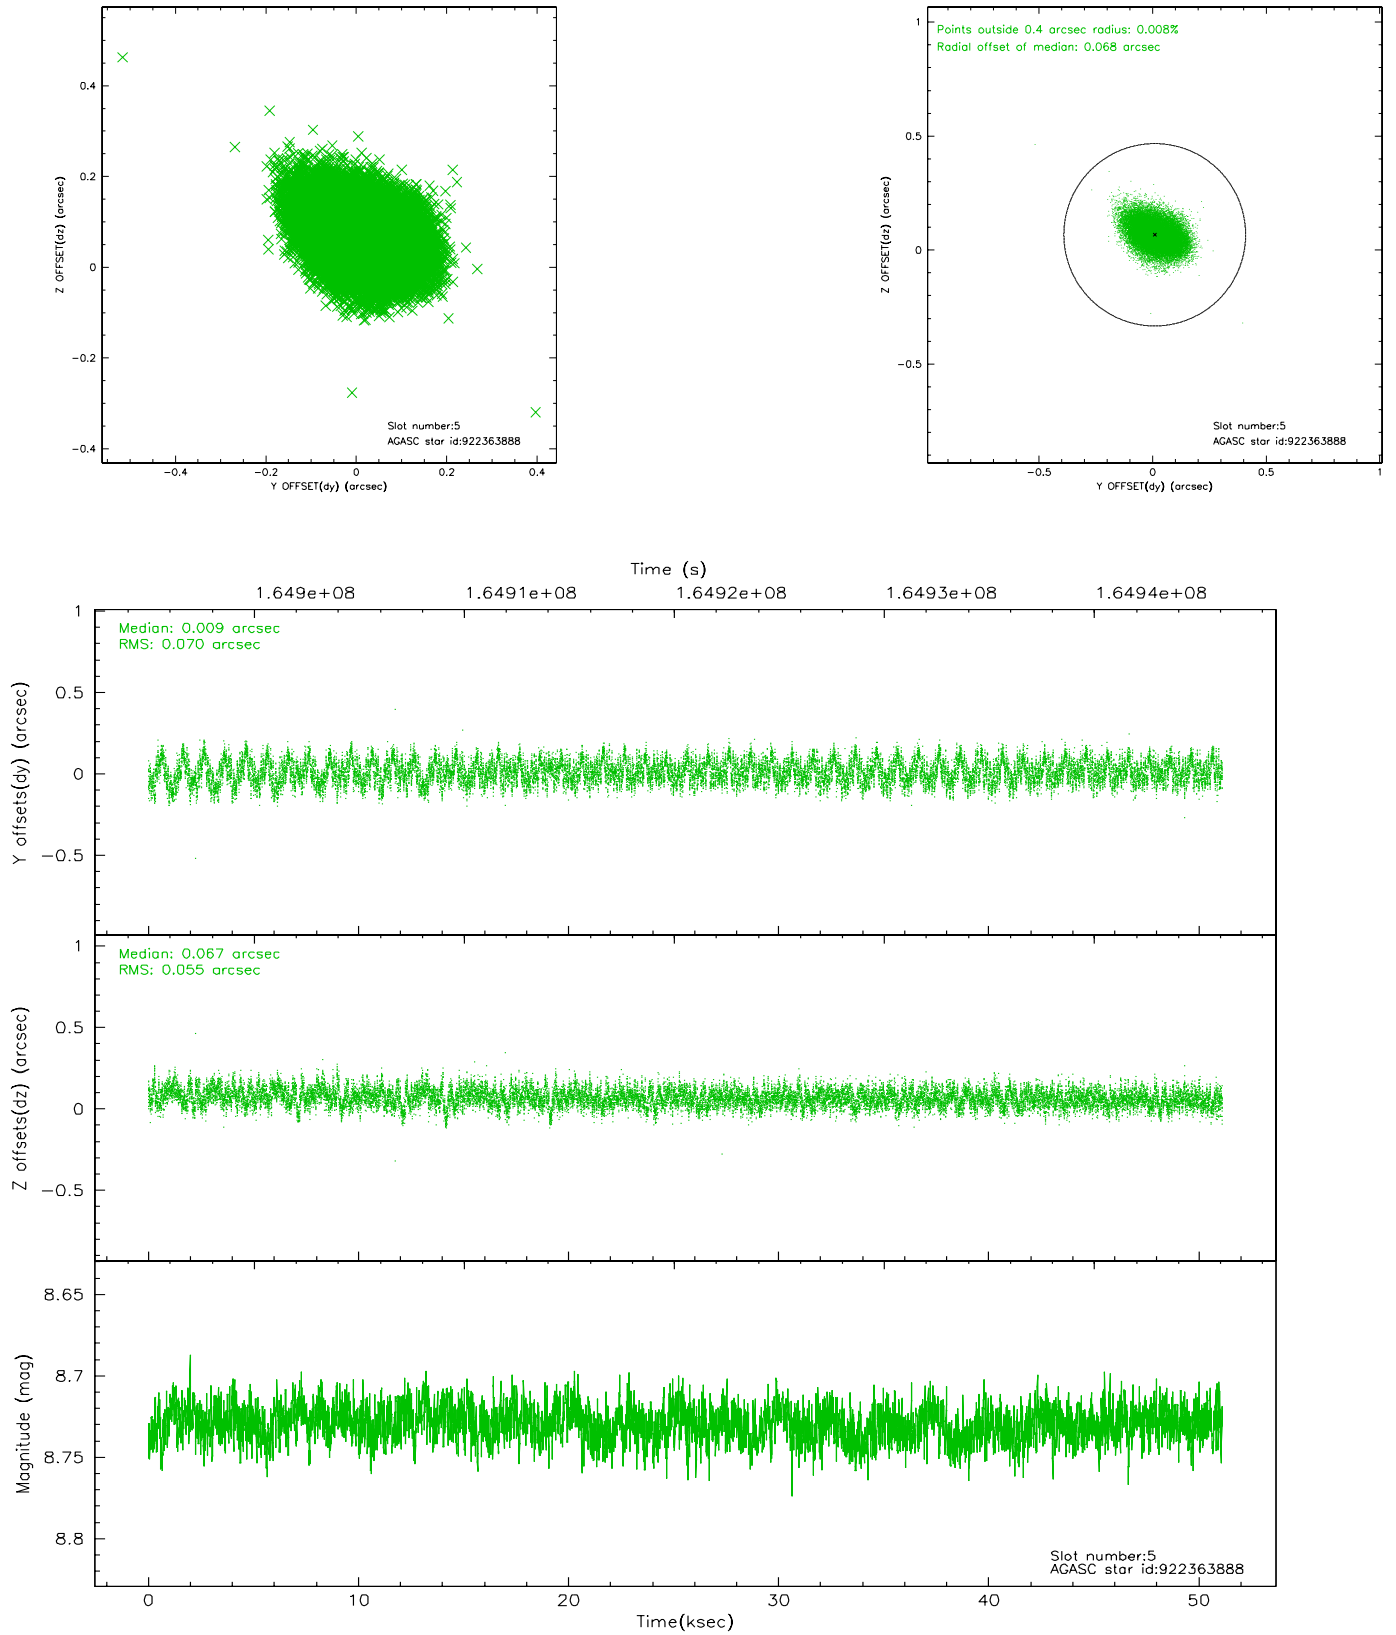 0.4
0.2
0
−0.2
−0.4
Z OFFSET(dz) (arcsec)
−0.4
−0.2
0
0.2
0.4
Y OFFSET(dy) (arcsec)
Slot number:5
AGASC star id:922363888
Points outside 0.4 arcsec radius: 0.008%
Radial offset of median: 0.068 arcsec
1
0.5
0
−0.5
Z OFFSET(dz) (arcsec)
−0.5
0
0.5
1
Y OFFSET(dy) (arcsec)
Slot number:5
AGASC star id:922363888
Time (s)
1.649e+08
1.6491e+08
1.6492e+08
1.6493e+08
1.6494e+08
Median: 0.009 arcsec
RMS: 0.070 arcsec
1
0.5
0
−0.5
Y offsets(dy) (arcsec)
Median: 0.067 arcsec
RMS: 0.055 arcsec
1
0.5
0
−0.5
Z offsets(dz) (arcsec)
8.65
8.7
8.75
8.8
Magnitude (mag)
Slot number:5
AGASC star id:922363888
0
10
20
30
40
50
Time(ksec)